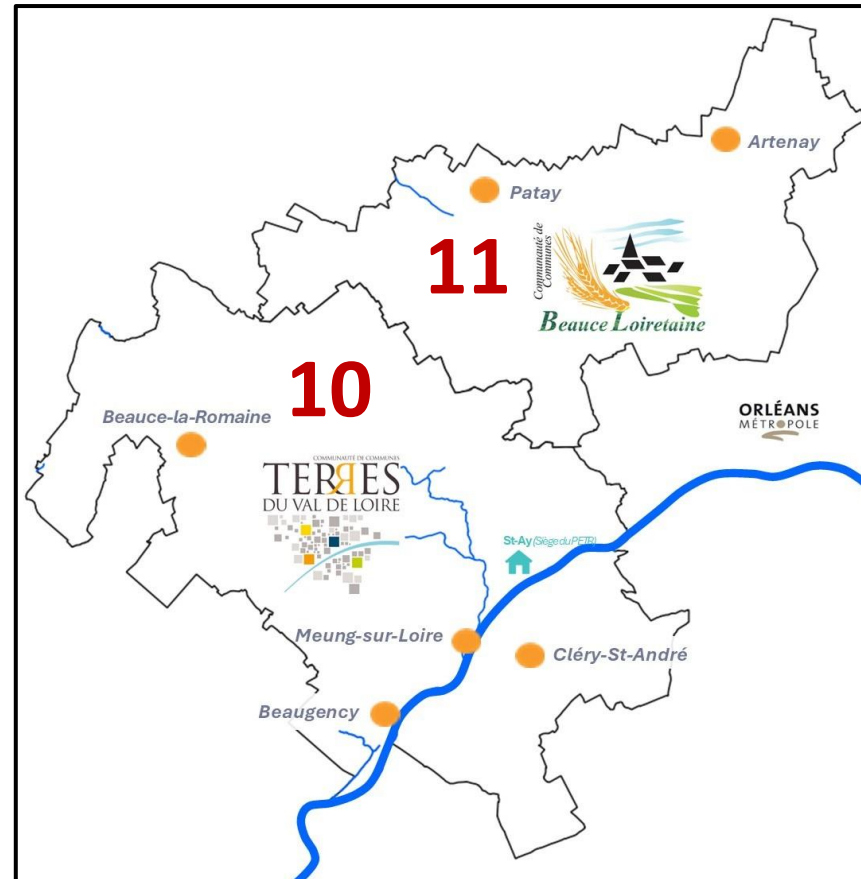 Artenay
Patay
11
Communauté de
Communes
Beauce Loiretaine
10
Beauce-la-Romaine
ORLÉANS
MÉTROPOLE
COMMUNAUTÉ DE COMMUNES
TERRES
DU VAL DE LOIRE
St-Ay (Siège du PETR)
Meung-sur-Loire
Cléry-St-André
Beaugency